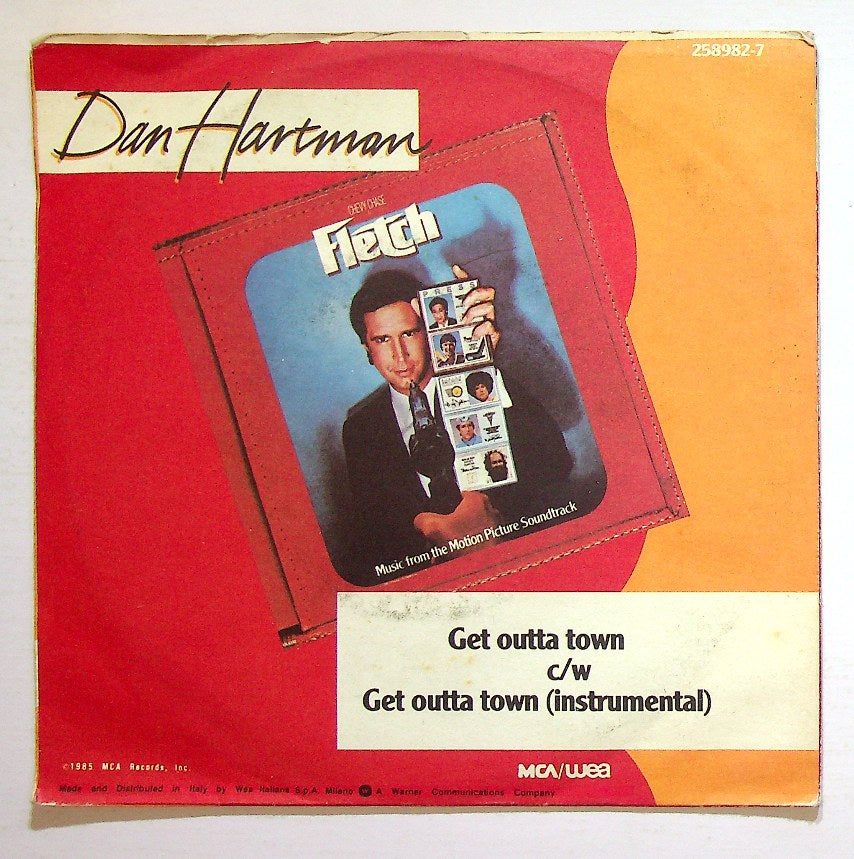 258982-7
Dan Hartman
CHEVY CHASE
Fletch
PRESS
Music from the Motion Picture Soundtrack
Get outta town
c/w
Get outta town (instrumental)
©1985 MCA Records, Inc.
MCA/wea
Made and Distributed in Italy by Wea Italiana S.p.A. Milano A Warner Communications Company